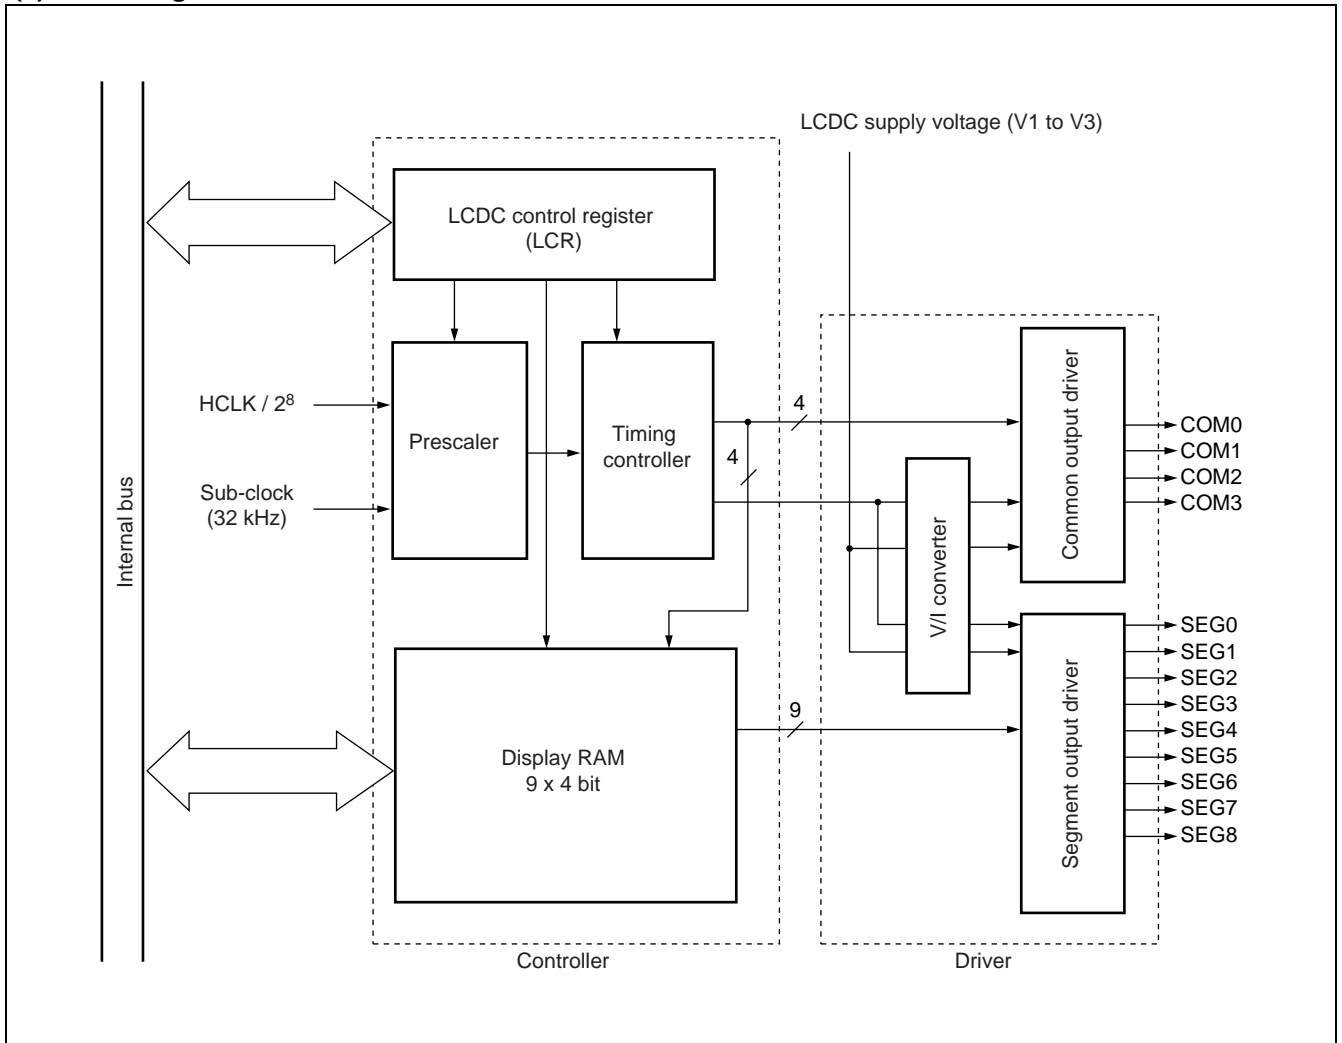 LCDC supply voltage (V1 to V3)
LCDC control register
(LCR)
HCLK / 2⁸
Prescaler
Timing
controller
4
4
Sub-clock
(32 kHz)
Internal bus
V/I converter
Common output driver
COM0
COM1
COM2
COM3
Display RAM
9 x 4 bit
9
Segment output driver
SEG0
SEG1
SEG2
SEG3
SEG4
SEG5
SEG6
SEG7
SEG8
Controller
Driver